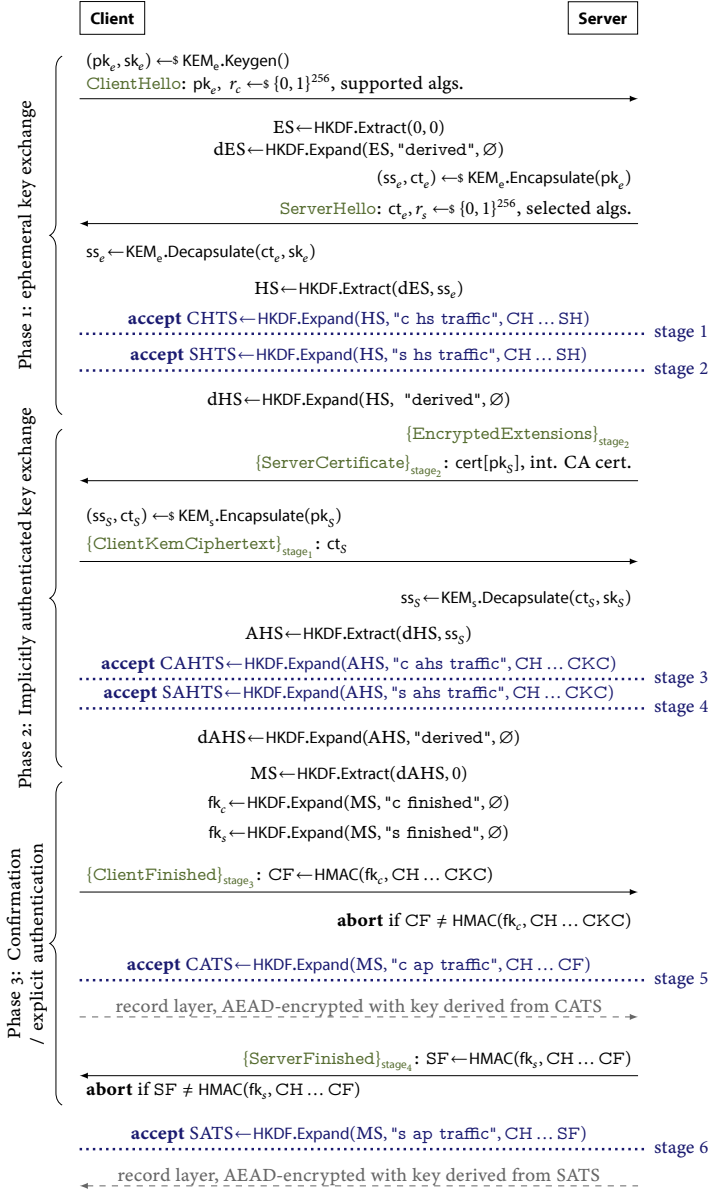 Client Server
(pk_e, sk_e) ←$ KEM_e.Keygen()
ClientHello: pk_e, r_c ←$ {0, 1}^256, supported algs.
ES←HKDF.Extract(0, 0)
dES←HKDF.Expand(ES, "derived", ∅)
(ss_e, ct_e) ←$ KEM_e.Encapsulate(pk_e)
ServerHello: ct_e, r_s ←$ {0, 1}^256, selected algs.
ss_e←KEM_e.Decapsulate(ct_e, sk_e)
HS←HKDF.Extract(dES, ss_e)
accept CHTS←HKDF.Expand(HS, "c hs traffic", CH … SH)
stage 1
accept SHTS←HKDF.Expand(HS, "s hs traffic", CH … SH)
stage 2
dHS←HKDF.Expand(HS, "derived", ∅)
Phase 1: ephemeral key exchange
{EncryptedExtensions}_stage_2
{ServerCertificate}_stage_2: cert[pk_S], int. CA cert.
(ss_S, ct_S) ←$ KEM_s.Encapsulate(pk_S)
{ClientKemCiphertext}_stage_1: ct_S
ss_S←KEM_s.Decapsulate(ct_S, sk_S)
AHS←HKDF.Extract(dHS, ss_S)
accept CAHTS←HKDF.Expand(AHS, "c ahs traffic", CH … CKC)
stage 3
accept SAHTS←HKDF.Expand(AHS, "s ahs traffic", CH … CKC)
stage 4
dAHS←HKDF.Expand(AHS, "derived", ∅)
Phase 2: Implicitly authenticated key exchange
MS←HKDF.Extract(dAHS, 0)
fk_c←HKDF.Expand(MS, "c finished", ∅)
fk_s←HKDF.Expand(MS, "s finished", ∅)
{ClientFinished}_stage_3: CF←HMAC(fk_c, CH … CKC)
abort if CF ≠ HMAC(fk_c, CH … CKC)
accept CATS←HKDF.Expand(MS, "c ap traffic", CH … CF)
stage 5
record layer, AEAD-encrypted with key derived from CATS
{ServerFinished}_stage_4: SF←HMAC(fk_s, CH … CF)
abort if SF ≠ HMAC(fk_s, CH … CF)
Phase 3: Confirmation
/ explicit authentication
accept SATS←HKDF.Expand(MS, "s ap traffic", CH … SF)
stage 6
record layer, AEAD-encrypted with key derived from SATS